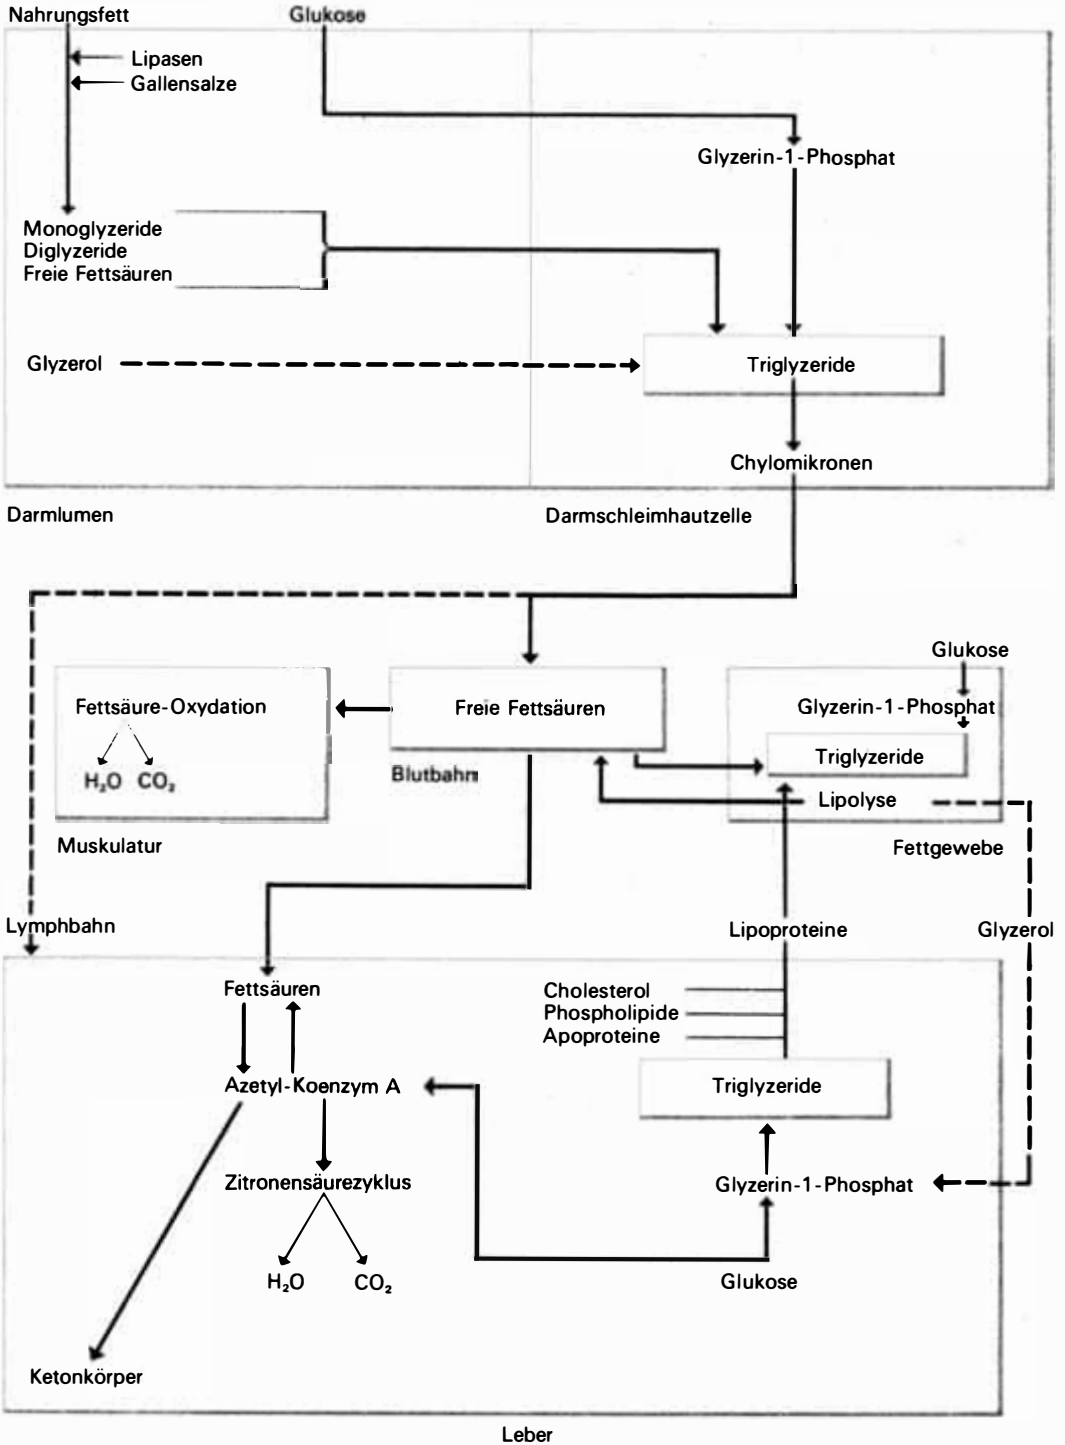 Nahrungsfett
Glukose
Lipasen
Gallensalze
Glyzerin-1-Phosphat
Monoglyzeride
Diglyzeride
Freie Fettsäuren
Glyzerol
Triglyzeride
Chylomikronen
Darmlumen
Darmschleimhautzelle
Glukose
Fettsäure-Oxydation
Freie Fettsäuren
Glyzerin-1-Phosphat
Triglyzeride
H₂O CO₂
Blutbahn
Lipolyse
Muskulatur
Fettgewebe
Lymphbahn
Lipoproteine
Glyzerol
Fettsäuren
Cholesterol
Phospholipide
Apoproteine
Azetyl-Koenzym A
Triglyzeride
Zitronensäurezyklus
Glyzerin-1-Phosphat
H₂O
CO₂
Glukose
Ketonkörper
Leber